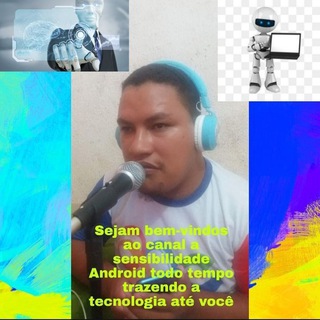 Sejam bem-vindos
ao canal a
sensibilidade
Android todo tempo
trazendo a
tecnologia até você